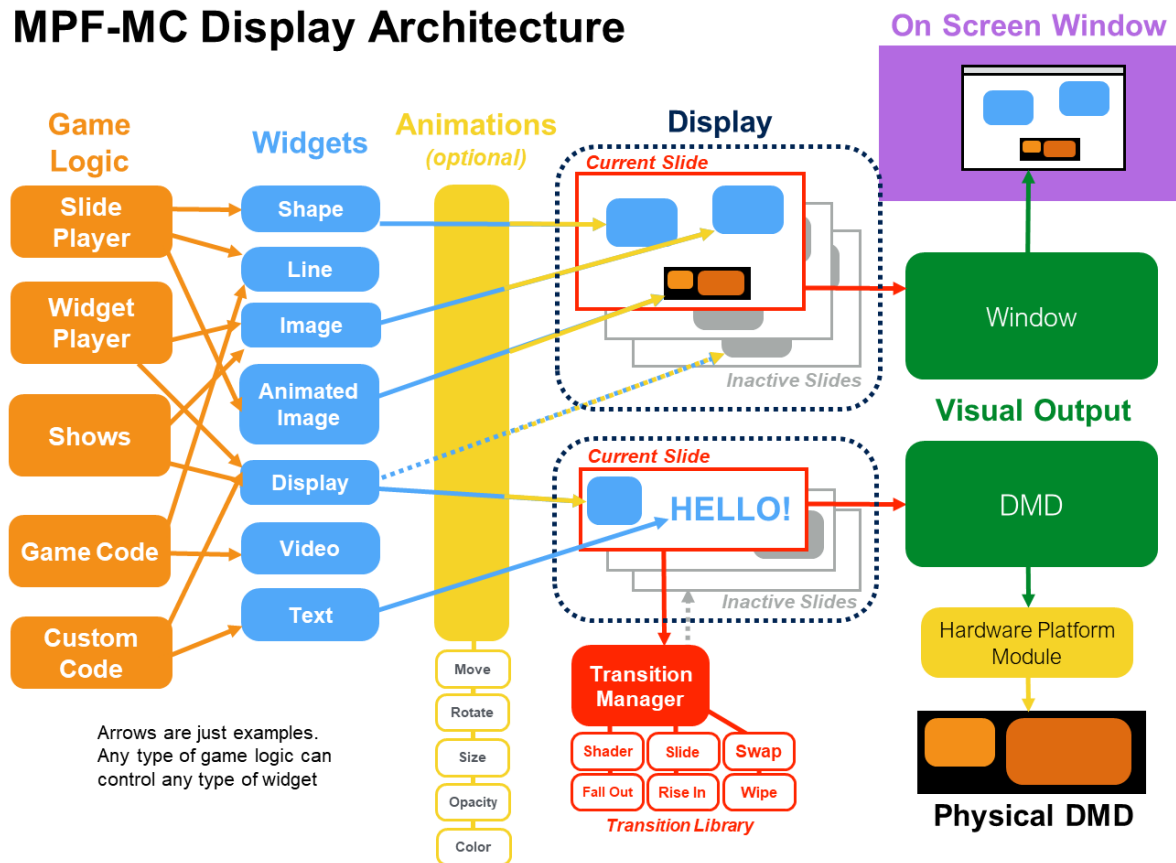 MPF-MC Display Architecture
On Screen Window
Game
Logic
Widgets
Animations
(optional)
Display
Slide
Player
Widget
Player
Shows
Game Code
Custom
Code
Shape
Line
Image
Animated
Image
Display
Video
Text
Move
Rotate
Size
Opacity
Color
Current Slide
Inactive Slides
Current Slide
HELLO!
Inactive Slides
Transition
Manager
Shader
Slide
Swap
Fall Out
Rise In
Wipe
Transition Library
Window
Visual Output
DMD
Hardware Platform
Module
Physical DMD
Arrows are just examples.
Any type of game logic can
control any type of widget